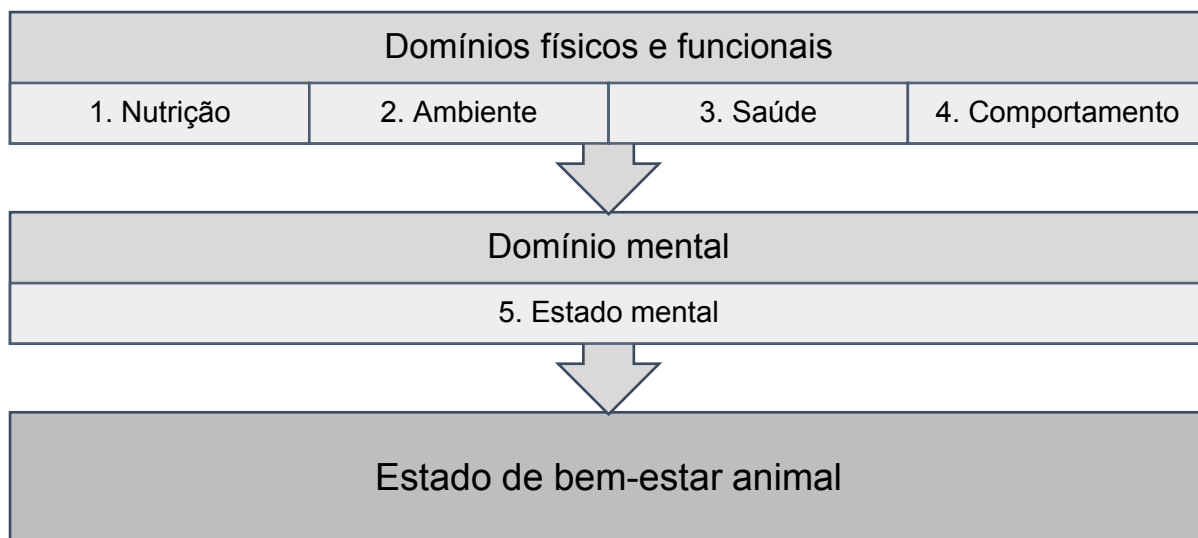 Domínios físicos e funcionais
1. Nutrição
2. Ambiente
3. Saúde
4. Comportamento
Domínio mental
5. Estado mental
Estado de bem-estar animal